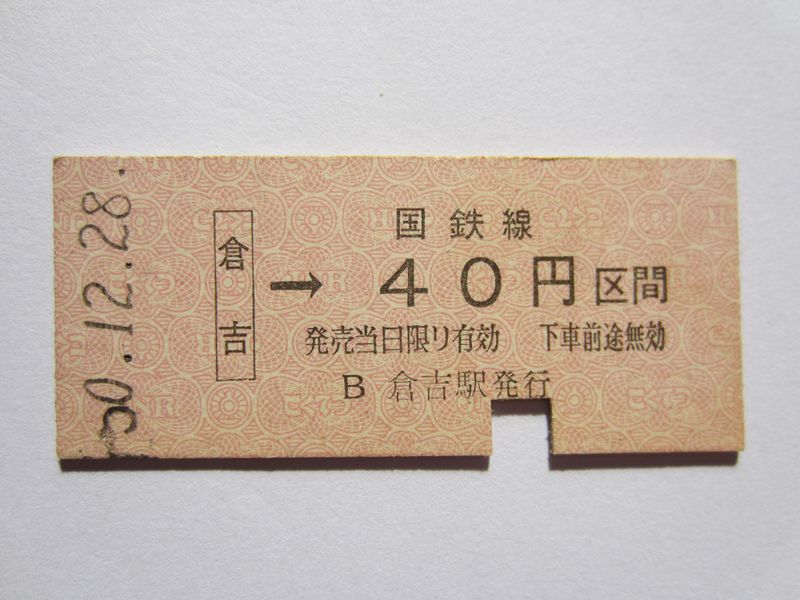 50.12.28.
倉吉
国鉄線
→ 40円区間
発売当日限り有効 下車前途無効
B 倉吉駅発行